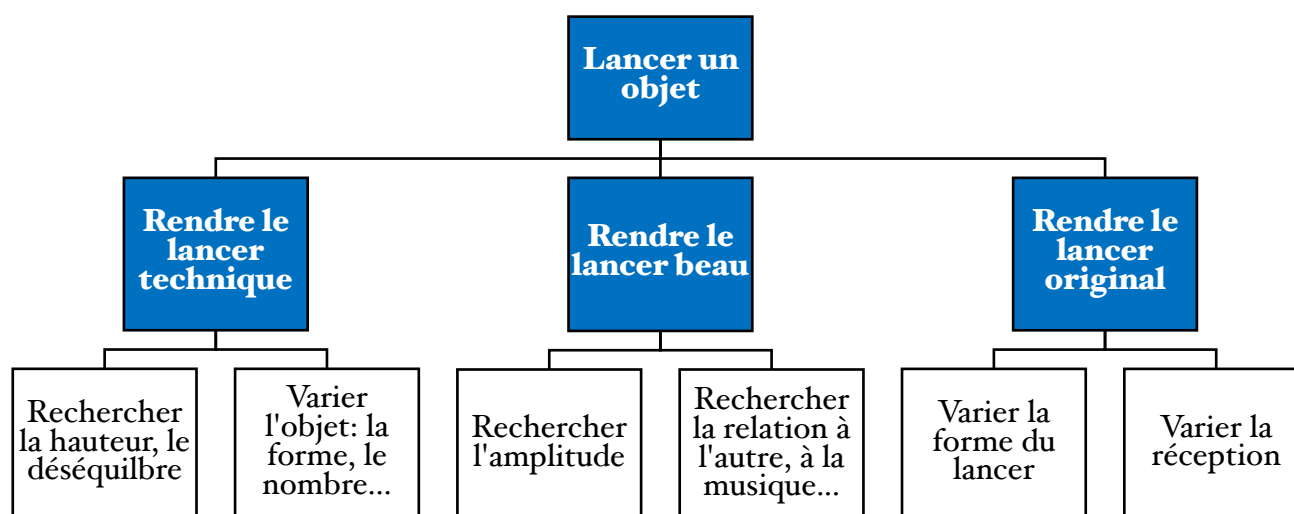 Lancer un
objet
Rendre le
lancer
technique
Rendre le
lancer beau
Rendre le
lancer
original
Rechercher
la hauteur, le
déséquilbre
Varier
l'objet: la
forme, le
nombre...
Rechercher
l'amplitude
Rechercher
la relation à
l'autre, à la
musique...
Varier la
forme du
lancer
Varier la
réception